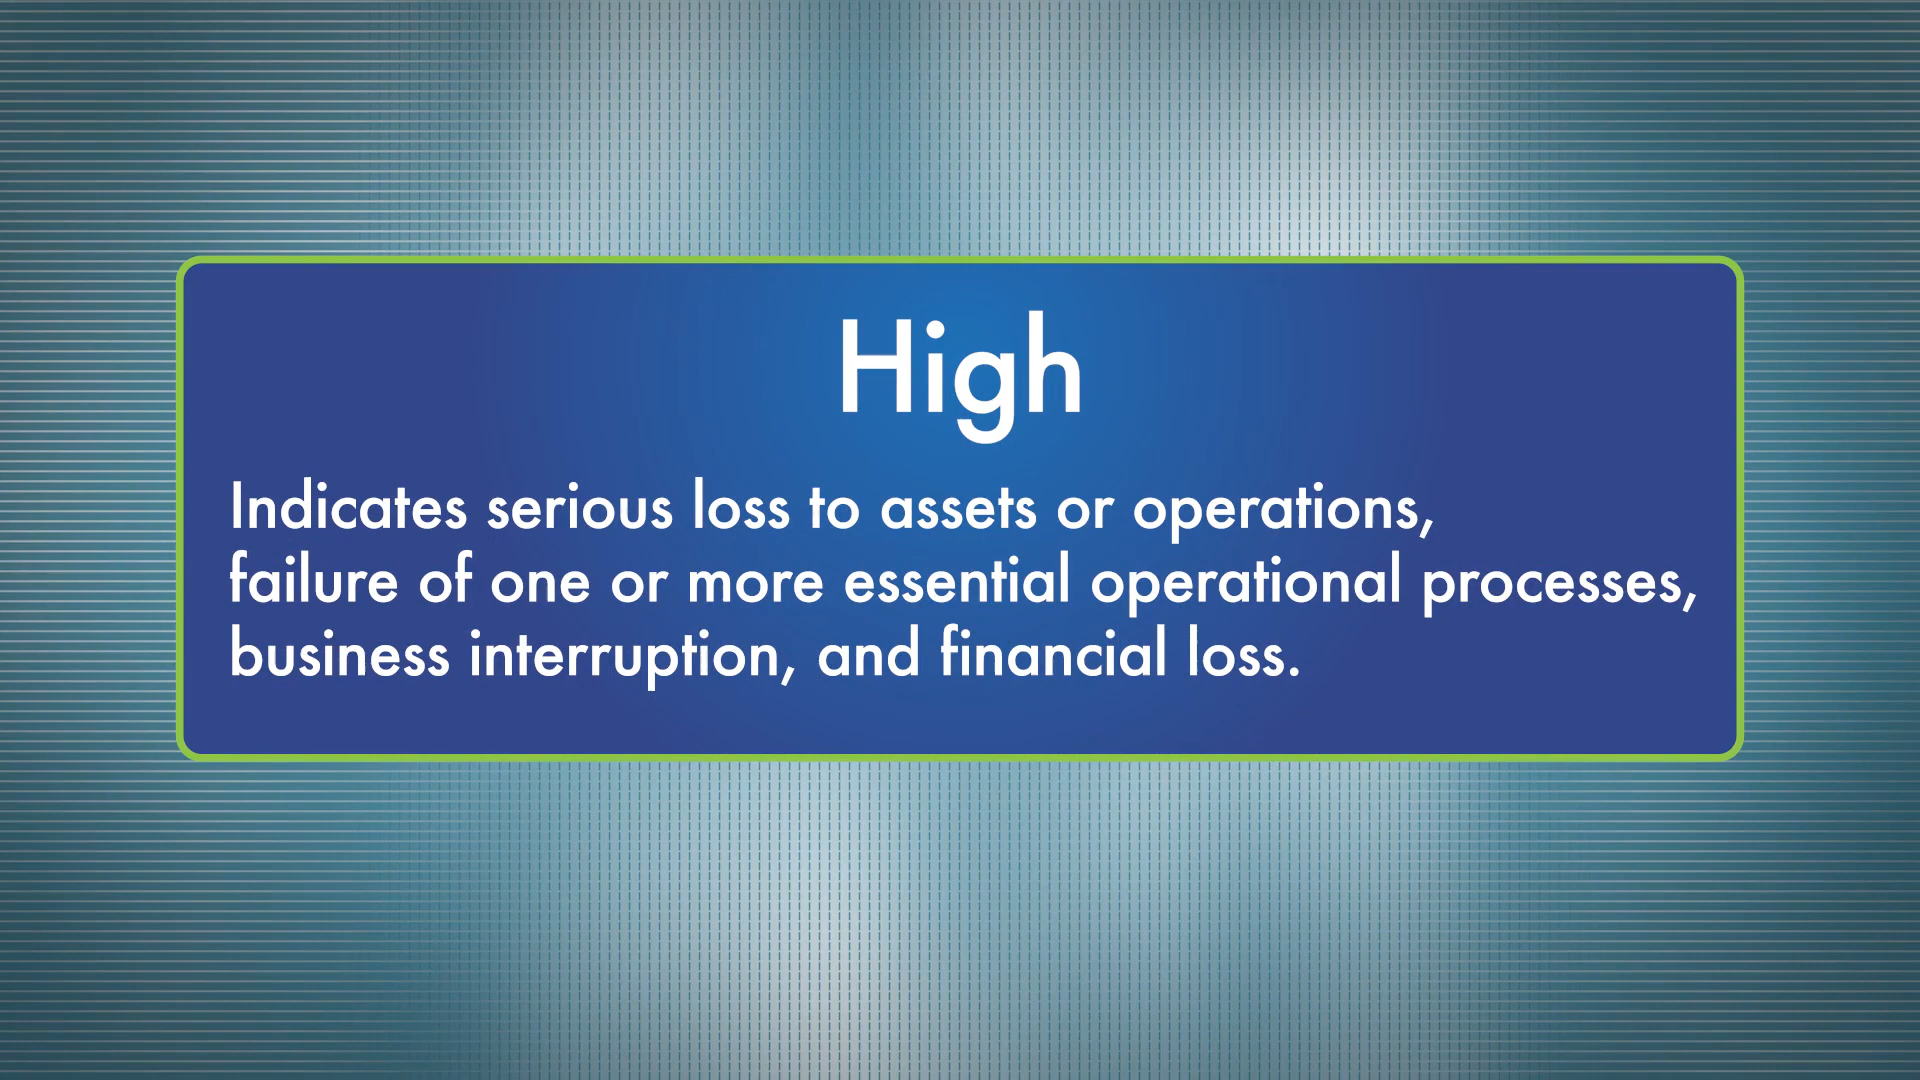 High
Indicates serious loss to assets or operations,
failure of one or more essential operational processes,
business interruption, and financial loss.